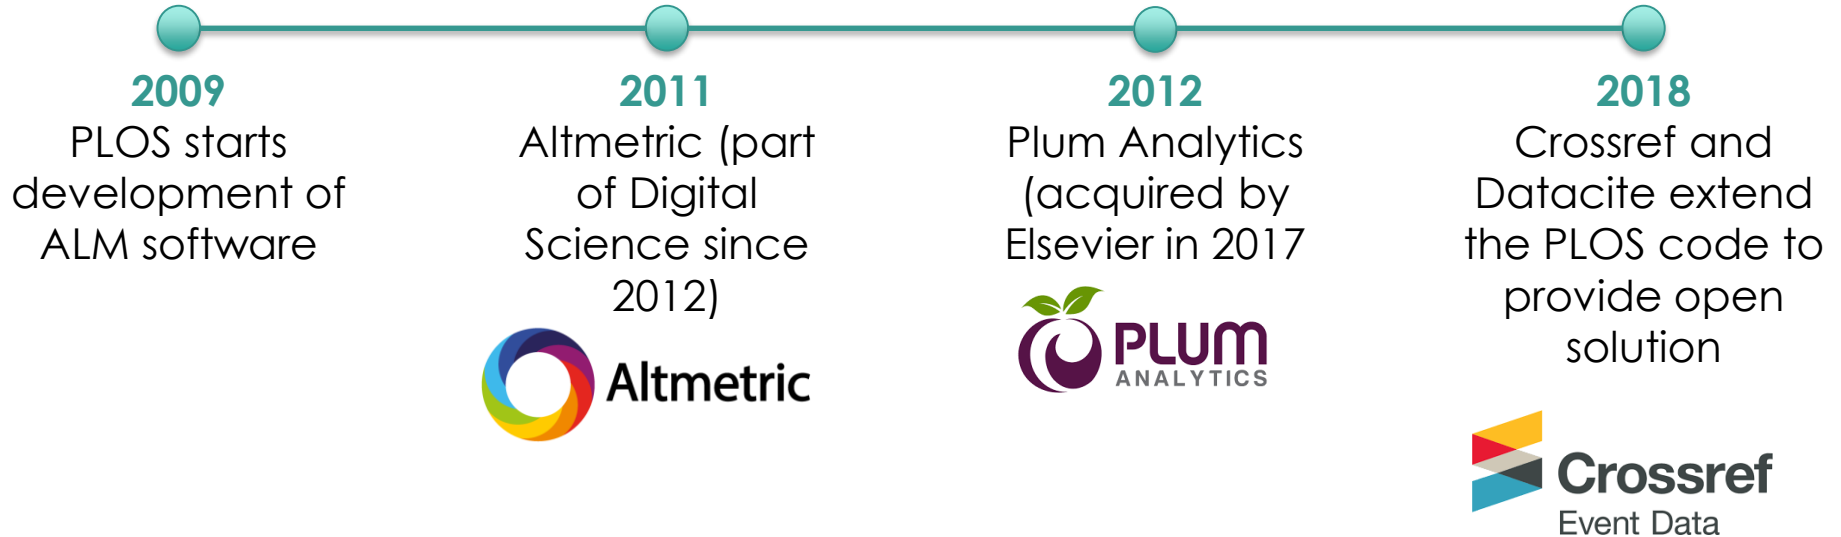 2009
PLOS starts
development of
ALM software
2011
Altmetric (part
of Digital
Science since
2012)
Altmetric
2012
Plum Analytics
(acquired by
Elsevier in 2017
PLUM
ANALYTICS
2018
Crossref and
Datacite extend
the PLOS code to
provide open
solution
Crossref
Event Data